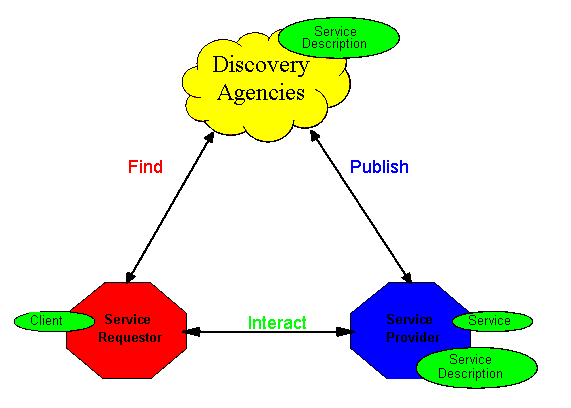 Service
Description
Discovery
Agencies
Find
Publish
Client
Service
Requestor
Interact
Service
Provider
Service
Service
Description